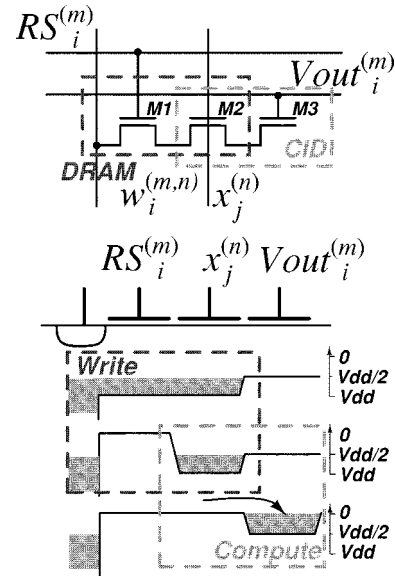 RS_i^(m)
Vout_i^(m)
M1 M2 M3
CID
DRAM
w_i^(m,n) x_j^(n)
RS_i^(m) x_j^(n) Vout_i^(m)
Write
0
Vdd/2
Vdd
0
Vdd/2
Vdd
0
Vdd/2
Vdd
Compute